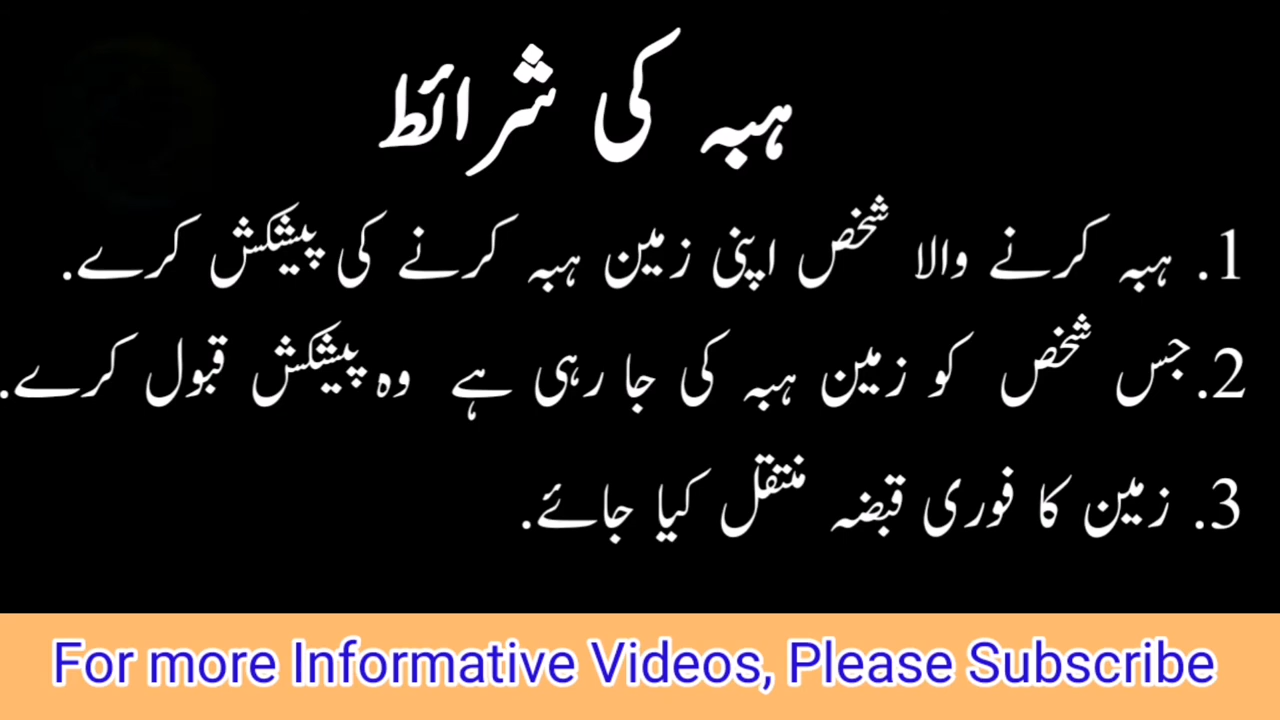 ہبہ کی شرائط
1. ہبہ کرنے والا شخص اپنی زمین ہبہ کرنے کی پیشکش کرے.
2. جس شخص کو زمین ہبہ کی جا رہی ہے وہ پیشکش قبول کرے.
3. زمین کا فوری قبضہ منتقل کیا جائے.
For more Informative Videos, Please Subscribe